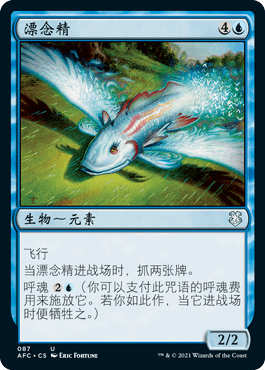 漂念精 4
生物～元素
飞行
当漂念精进战场时，抓两张牌。
呼魂 2（你可以支付此咒语的呼魂费
用来施放它。若你如此作，当它进战场
时便牺牲之。）
2/2
087 U
AFC • CS Eric Fortune
™ & © 2021 Wizards of the Coast